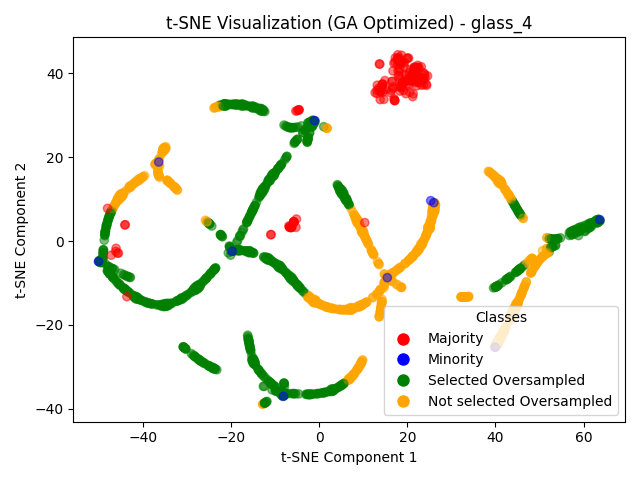 t-SNE Visualization (GA Optimized) - glass_4
t-SNE Component 2
40
20
0
−20
−40
Classes
Majority
Minority
Selected Oversampled
Not selected Oversampled
−40 −20 0 20 40 60
t-SNE Component 1